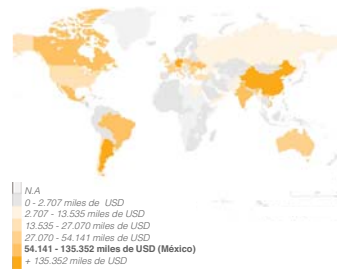 N.A
0 - 2.707 miles de USD
2.707 - 13.535 miles de USD
13.535 - 27.070 miles de USD
27.070 - 54.141 miles de USD
54.141 - 135.352 miles de USD (México)
+ 135.352 miles de USD